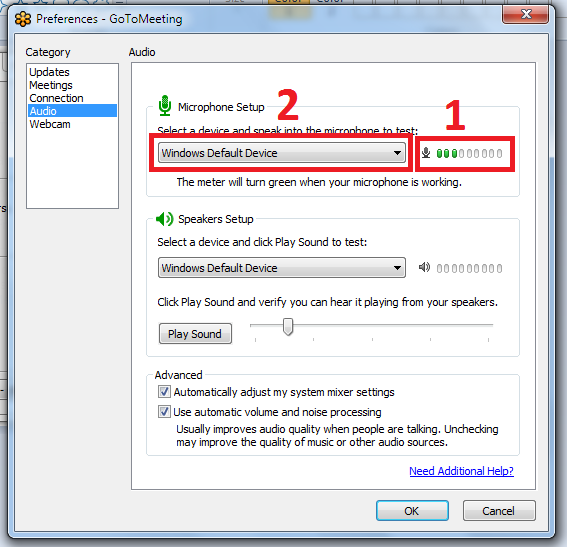 Size
Color
Color
Preferences - GoToMeeting
Category
Audio
Updates
Meetings
Connection
Audio
Webcam
Microphone Setup
2
1
Select a device and speak into the microphone to test:
Windows Default Device
The meter will turn green when your microphone is working.
Speakers Setup
Select a device and click Play Sound to test:
Windows Default Device
Click Play Sound and verify you can hear it playing from your speakers.
Play Sound
Advanced
Automatically adjust my system mixer settings
Use automatic volume and noise processing
Usually improves audio quality when people are talking. Unchecking
may improve the quality of music or other audio sources.
Need Additional Help?
OK
Cancel